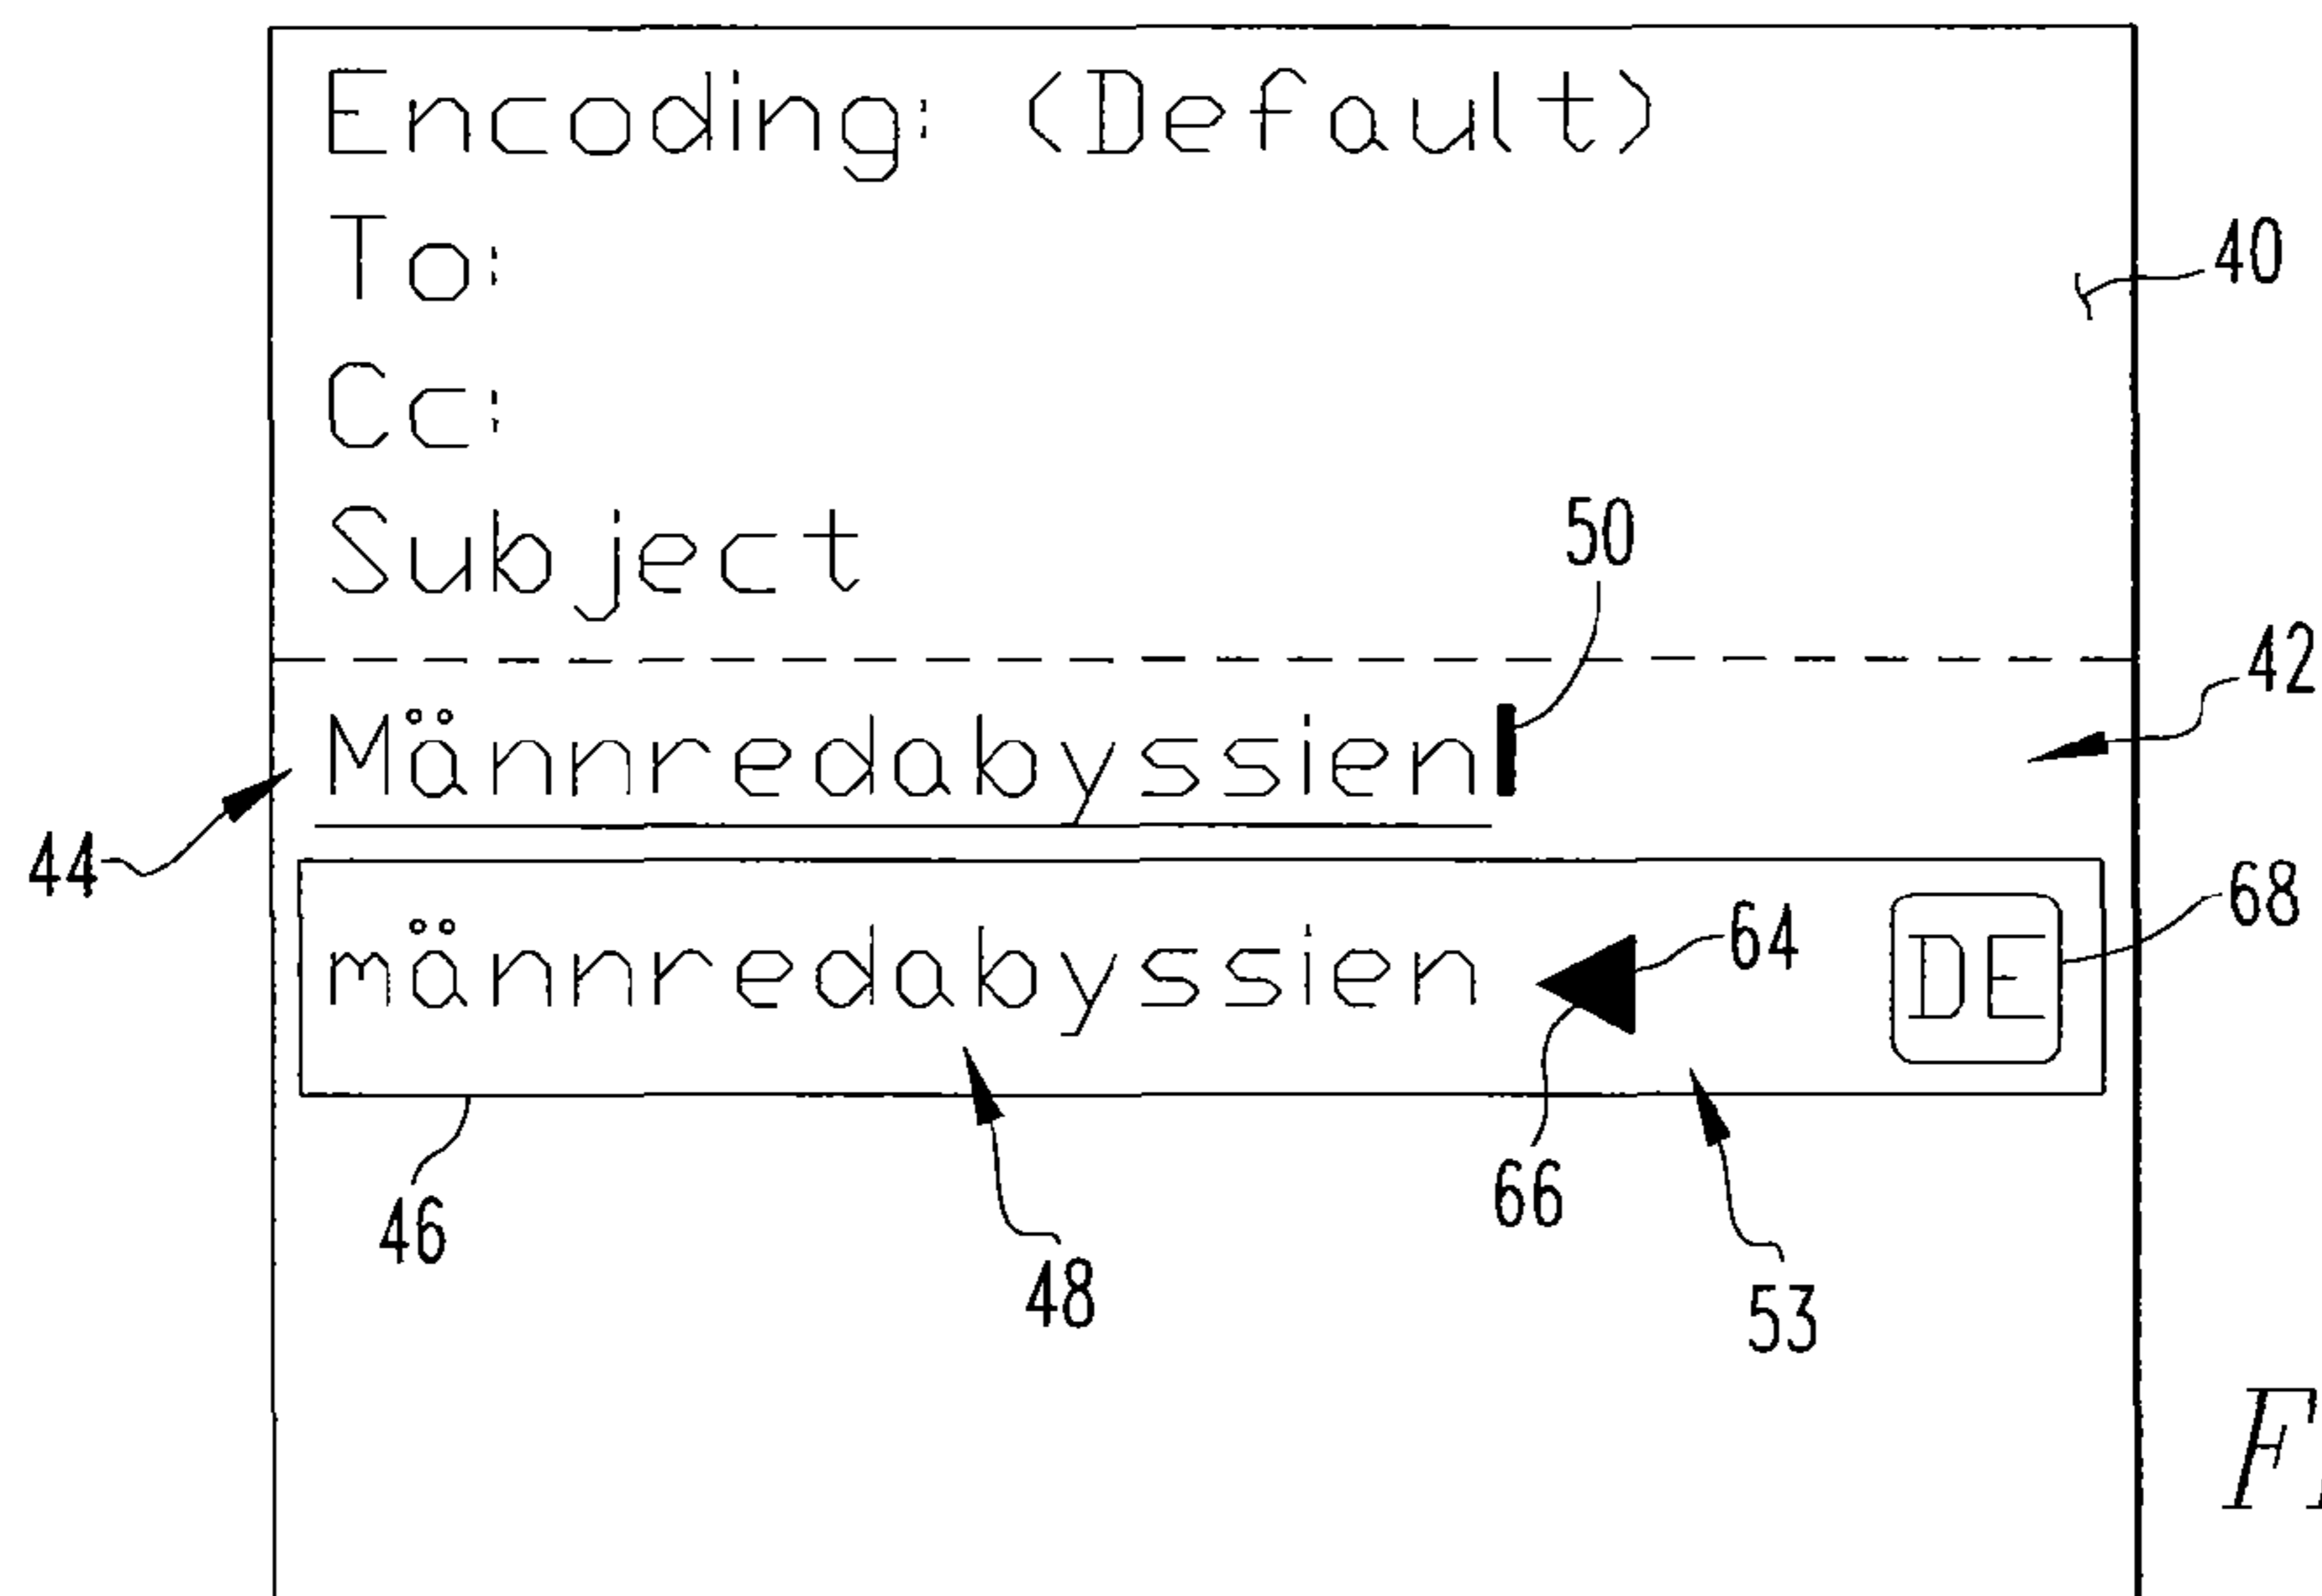 Encoding: (Default)
To:
40
Cc:
Subject
50
42
Männredabyssien
44
männredabyssien
64
DE
68
46
66
48
53